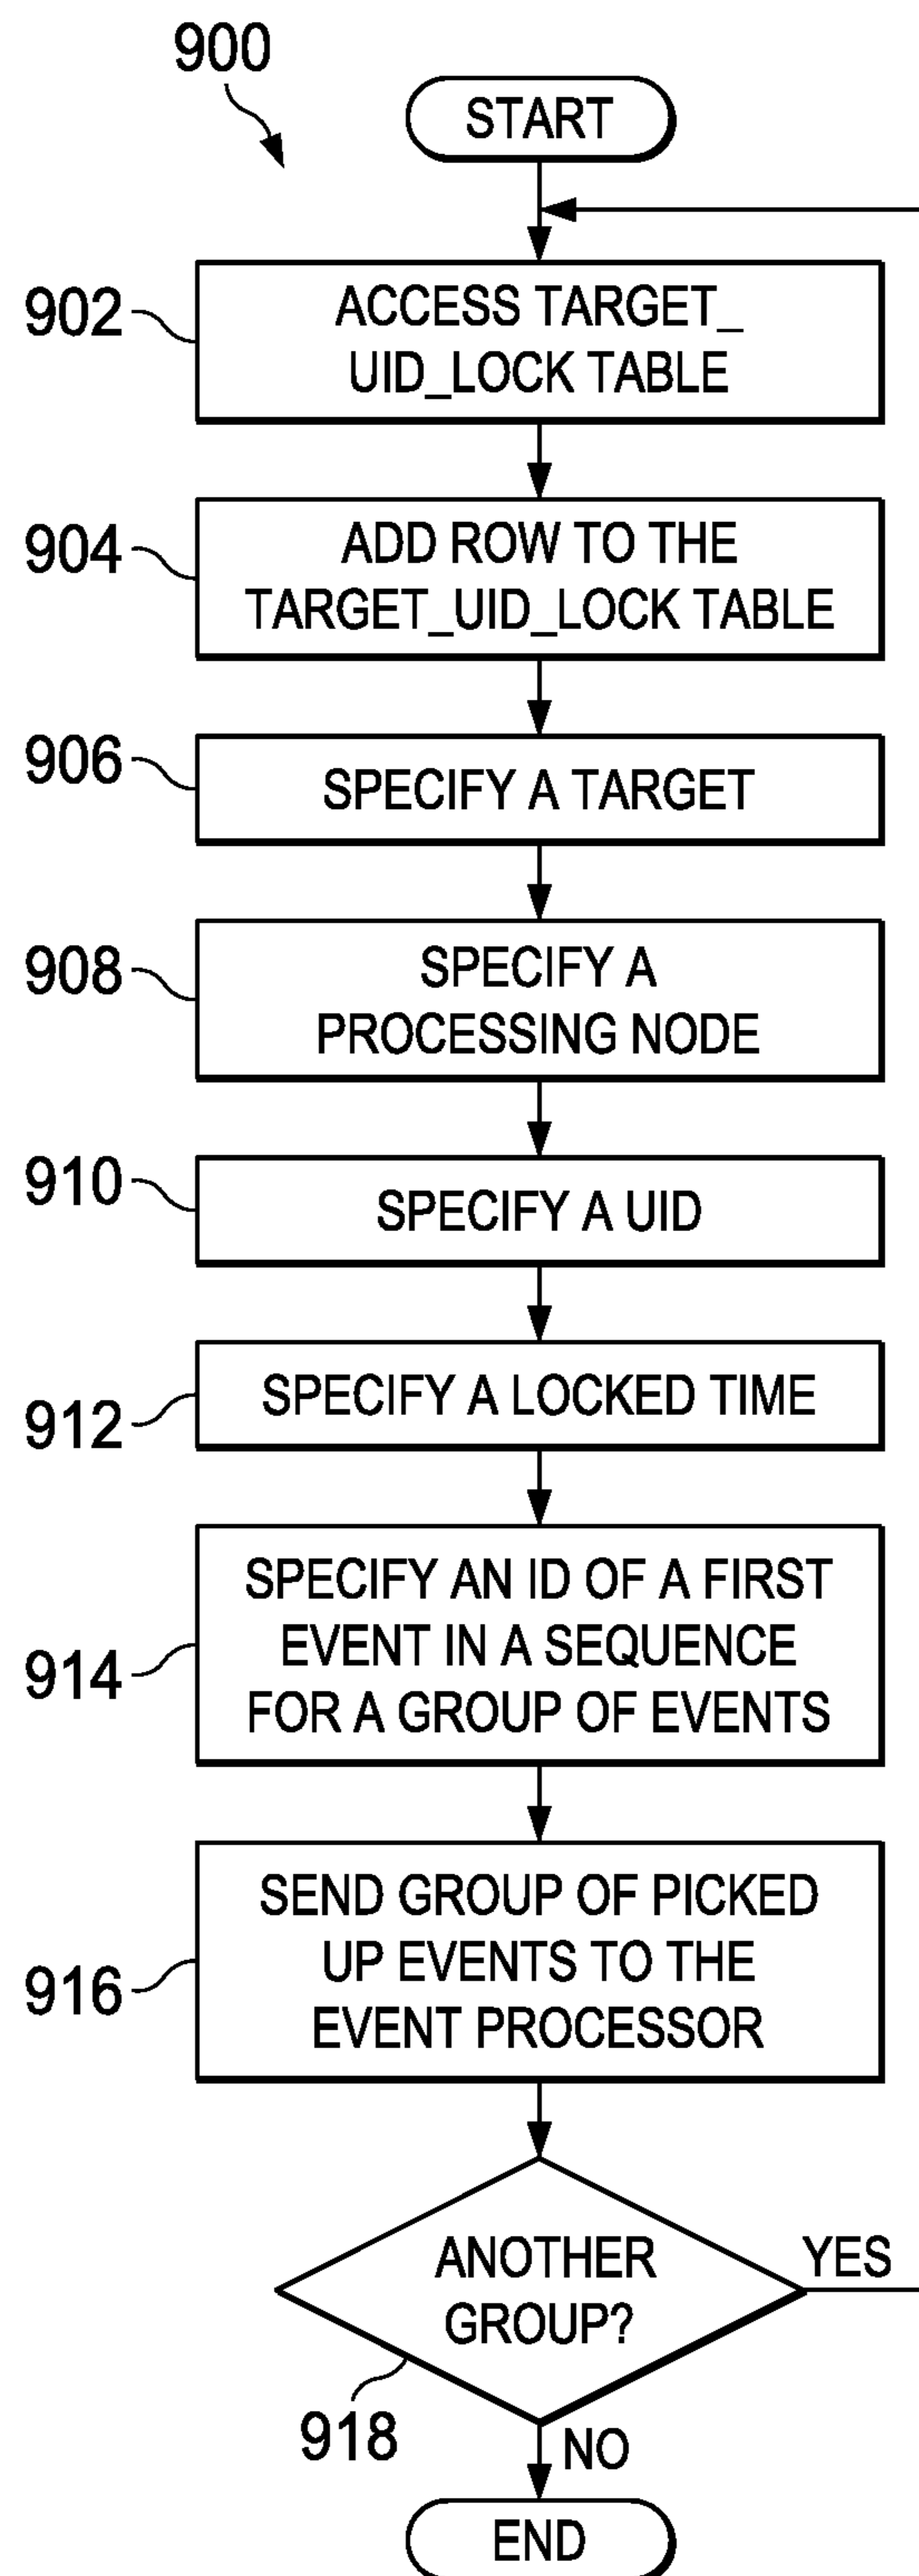 900
START
902
ACCESS TARGET_
UID_LOCK TABLE
904
ADD ROW TO THE
TARGET_UID_LOCK TABLE
906
SPECIFY A TARGET
908
SPECIFY A
PROCESSING NODE
910
SPECIFY A UID
912
SPECIFY A LOCKED TIME
914
SPECIFY AN ID OF A FIRST
EVENT IN A SEQUENCE
FOR A GROUP OF EVENTS
916
SEND GROUP OF PICKED
UP EVENTS TO THE
EVENT PROCESSOR
ANOTHER
GROUP?
YES
918
NO
END